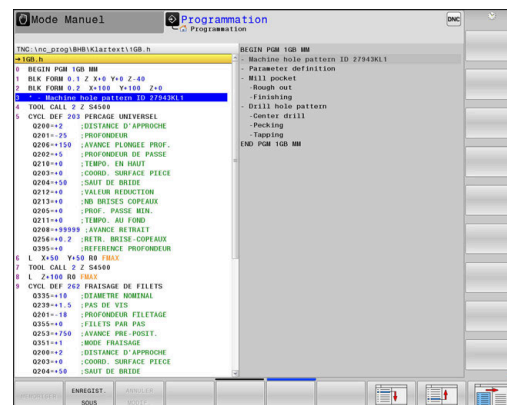 Mode Manuel
Programmation
Programmation
DNC
TNC:\nc_prog\BHB\Klartext\1GB.h
→1GB.h
0 BEGIN PGM 1GB MM
1 BLK FORM 0.1 Z X+0 Y+0 Z-40
2 BLK FORM 0.2 X+100 Y+100 Z+0
3 * - Machine hole pattern ID 27943KL1
4 TOOL CALL 2 Z S4500
5 CYCL DEF 203 PERCAGE UNIVERSEL
Q200=+2 ;DISTANCE D'APPROCHE
Q201=-25 ;PROFONDEUR
Q206=+150 ;AVANCE PLONGEE PROF.
Q202=+5 ;PROFONDEUR DE PASSE
Q210=+0 ;TEMPO. EN HAUT
Q203=+0 ;COORD. SURFACE PIECE
Q204=+50 ;SAUT DE BRIDE
Q212=+0 ;VALEUR REDUCTION
Q213=+0 ;NB BRISES COPEAUX
Q205=+0 ;PROF. PASSE MIN.
Q211=+0 ;TEMPO. AU FOND
Q208=+99999 ;AVANCE RETRAIT
Q256=+0.2 ;RETR. BRISE-COPEAUX
Q395=+0 ;REFERENCE PROFONDEUR
6 L X+50 Y+50 R0 FMAX
7 TOOL CALL 2 Z S4500
8 L Z+100 R0 FMAX
9 CYCL DEF 262 FRAISAGE DE FILETS
Q335=+10 ;DIAMETRE NOMINAL
Q239=+1.5 ;PAS DE VIS
Q201=-18 ;PROFONDEUR FILETAGE
Q355=+0 ;FILETS PAR PAS
Q253=+750 ;AVANCE PRE-POSIT.
Q351=+1 ;MODE FRAISAGE
Q200=+2 ;DISTANCE D'APPROCHE
Q203=+0 ;COORD. SURFACE PIECE
Q204=+50 ;SAUT DE BRIDE
BEGIN PGM 1GB MM
- Machine hole pattern ID 27943KL1
- Parameter definition
- Mill pocket
-Rough out
-Finishing
- Drill hole pattern
-Center drill
-Pecking
-Tapping
END PGM 1GB MM
ENREGIST.
SOUS
ANNULER